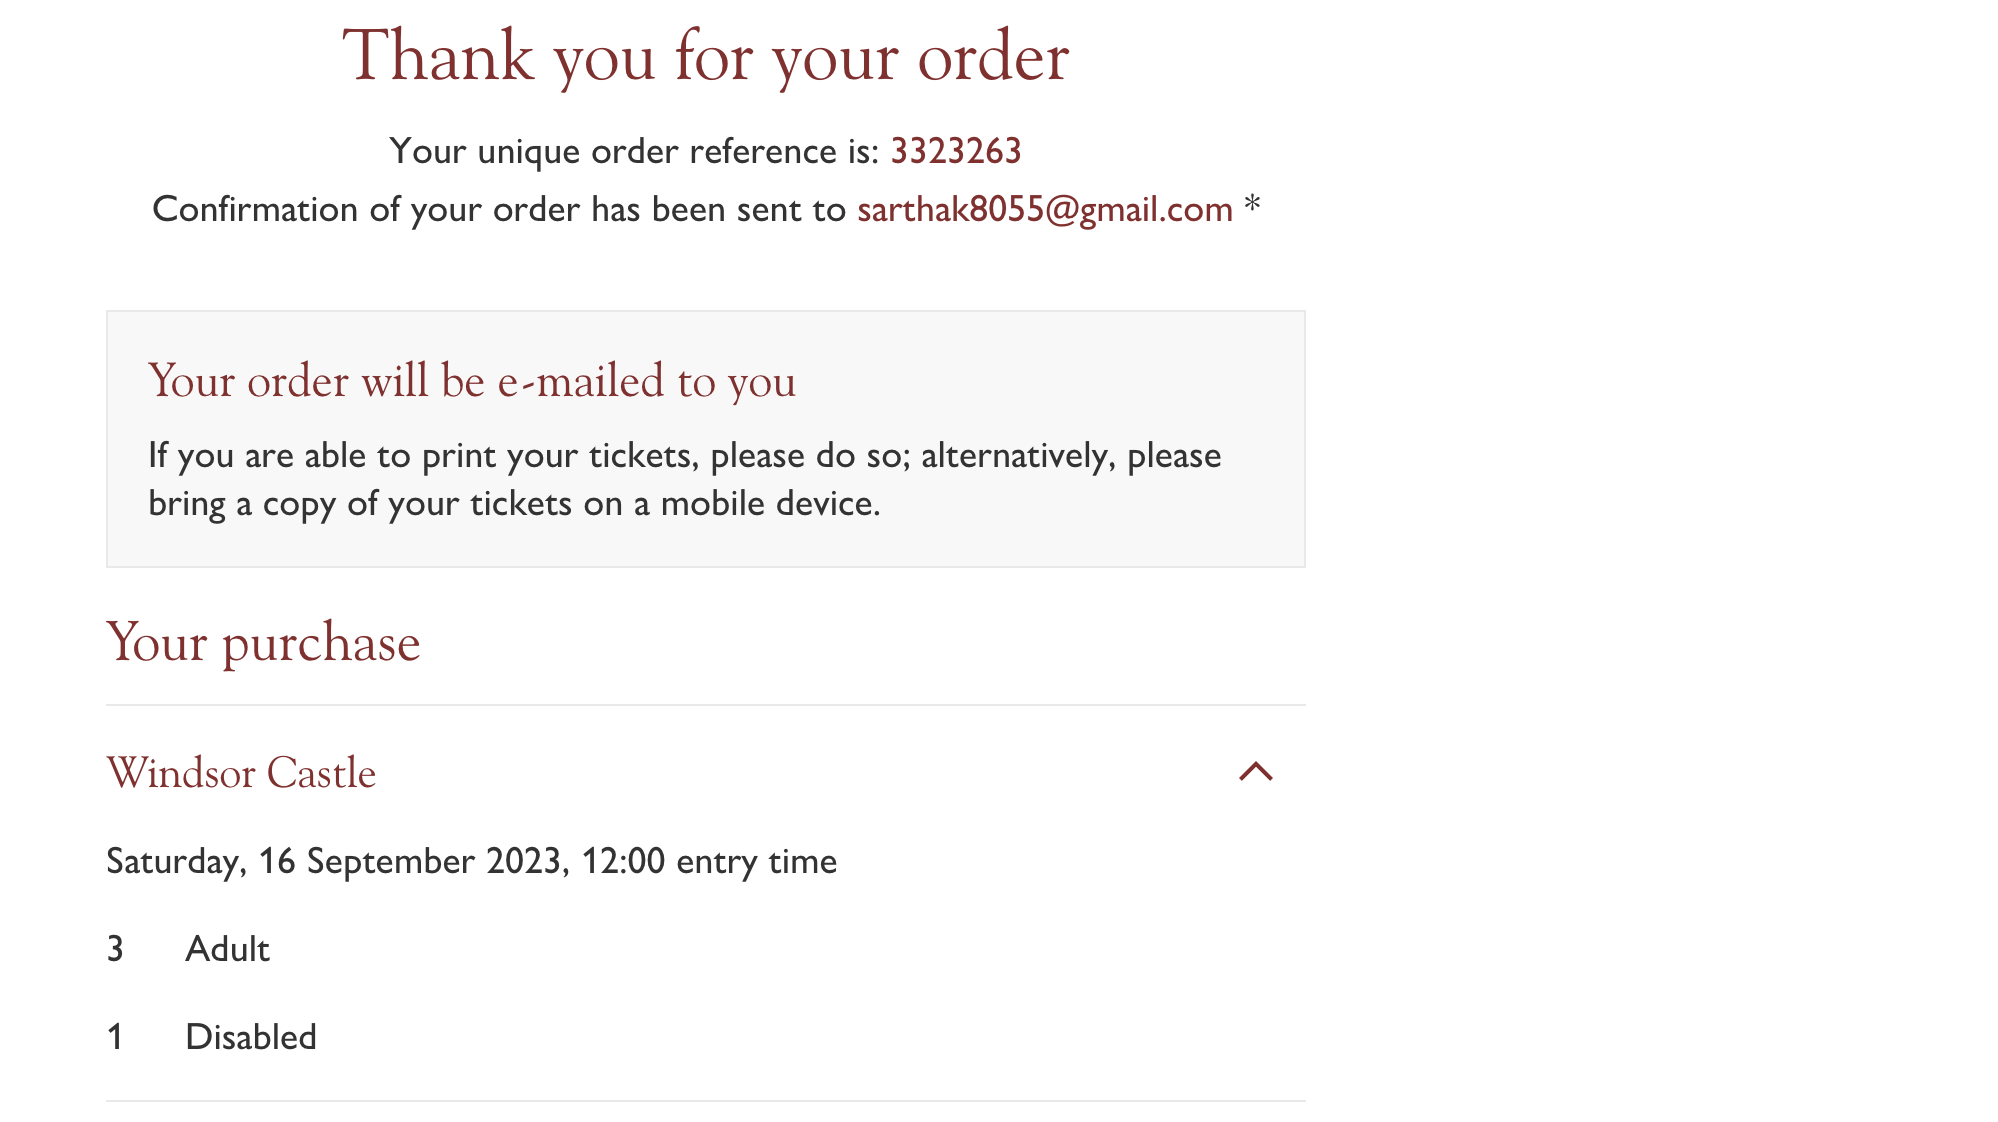 Thank you for your order
Your unique order reference is: 3323263
Confirmation of your order has been sent to sarthak8055@gmail.com *
Your order will be e-mailed to you
If you are able to print your tickets, please do so; alternatively, please
bring a copy of your tickets on a mobile device.
Your purchase
Windsor Castle
Saturday, 16 September 2023, 12:00 entry time
3 Adult
1 Disabled